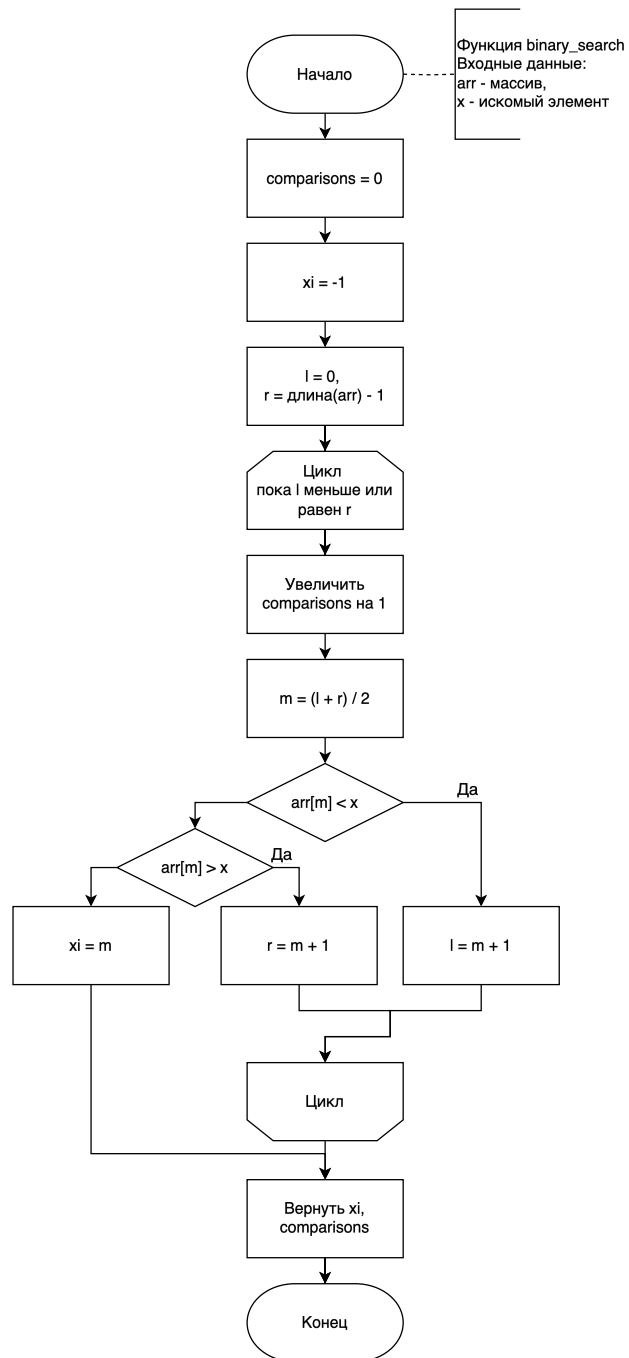 Начало
Функция binary_search
Входные данные:
arr - массив,
x - искомый элемент
comparisons = 0
xi = -1
l = 0,
r = длина(arr) - 1
Цикл
пока l меньше или
равен r
Увеличить
comparisons на 1
m = (l + r) / 2
arr[m] < x
Да
arr[m] > x
Да
xi = m
r = m + 1
l = m + 1
Цикл
Вернуть xi,
comparisons
Конец